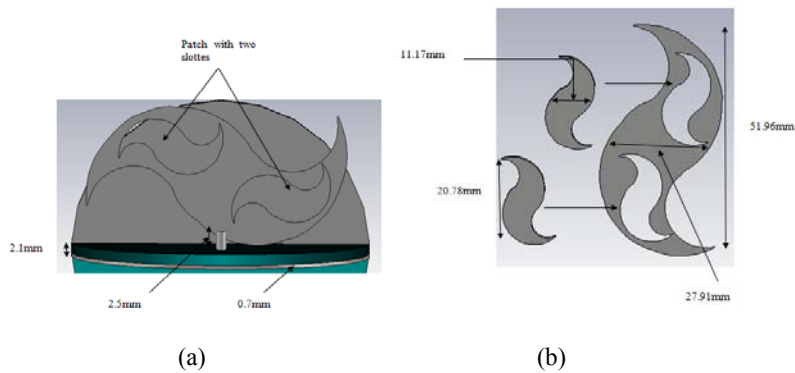 Patch with two
slottes
2.1mm
2.5mm
0.7mm
(a)
11.17mm
20.78mm
51.96mm
27.91mm
(b)